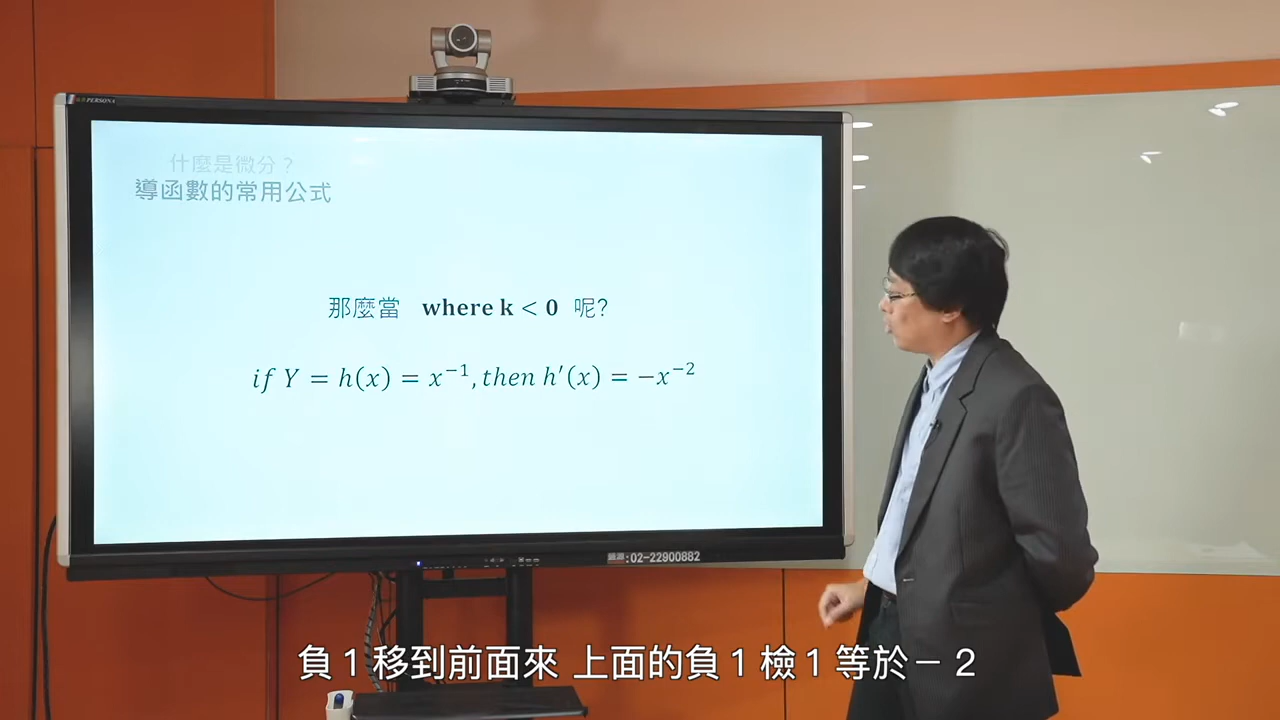 PERSONA
什麼是微分？
導函數的常用公式
那麼當 where k < 0 呢?
if Y = h(x) = x⁻¹, then h′(x) = −x⁻²
:02-22900882
負1移到前面來 上面的負1檢1等於－2